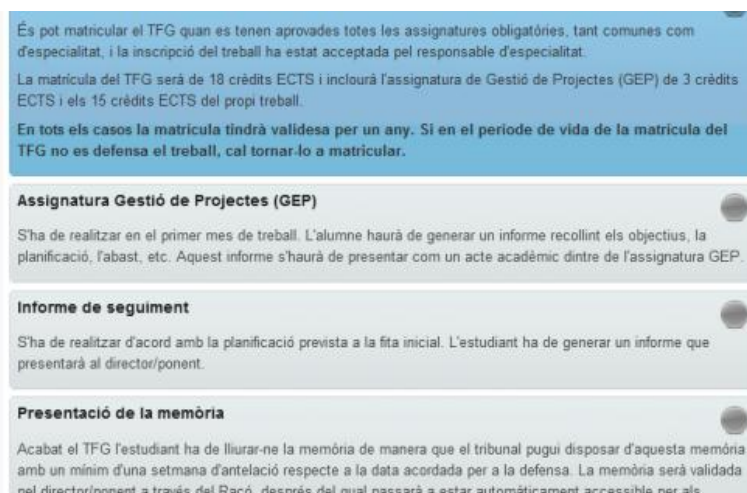 És pot matricular el TFG quan es tenen aprovades totes les assignatures obligatóries, tant comunes com
d'especialitat, i la inscripció del treball ha estat acceptada pel responsable d'especialitat.
La matrícula del TFG será de 18 crèdits ECTS i inclourá l'assignatura de Gestió de Projectes (GEP) de 3 crèdits
ECTS i els 15 crèdits ECTS del propi treball.
En tots els casos la matrícula tindrà validesa per un any. Si en el període de vida de la matrícula del
TFG no es defensa el treball, cal tornar-lo a matricular.
Assignatura Gestió de Projectes (GEP)
S'ha de realitzar en el primer mes de treball. L'alumne haurà de generar un informe recollint els objectius, la
planificació, l'abast, etc. Aquest informe s'haurà de presentar com un acte acadèmic dintre de l'assignatura GEP.
Informe de seguiment
S'ha de realitzar d'acord amb la planificació prevista a la fita inicial. L'estudiant ha de generar un informe que
presentarà al director/ponent.
Presentació de la memòria
Acabat el TFG l'estudiant ha de lliurar-ne la memòria de manera que el tribunal pugui disposar d'aquesta memòria
amb un mínim d'una setmana d'antelació respecte a la data acordada per a la defensa. La memòria serà validada
pel director/ponent a través del Racó, després del qual passarà a estar automàticament accessible per als